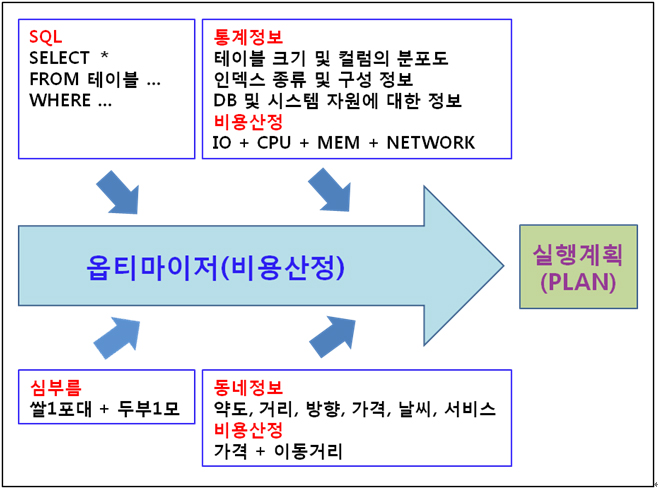 SQL
SELECT *
FROM 테이블 ...
WHERE ...
통계정보
테이블 크기 및 컬럼의 분포도
인덱스 종류 및 구성 정보
DB 및 시스템 자원에 대한 정보
비용산정
IO + CPU + MEM + NETWORK
옵티마이저(비용산정)
실행계획
(PLAN)
심부름
쌀1포대 + 두부1모
동네정보
약도, 거리, 방향, 가격, 날씨, 서비스
비용산정
가격 + 이동거리